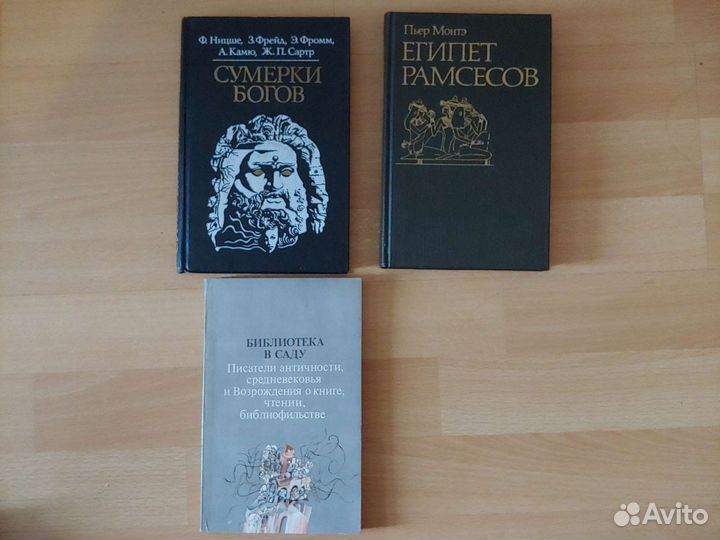 Ф. Ницше, З. Фрейд, Э. Фромм,
А. Камю, Ж. П. Сартр
СУМЕРКИ
БОГОВ
Пьер Монтэ
ЕГИПЕТ
РАМСЕСОВ
БИБЛИОТЕКА
В САДУ
Писатели античности,
средневековья
и Возрождения о книге,
чтении,
библиофильстве
Avito